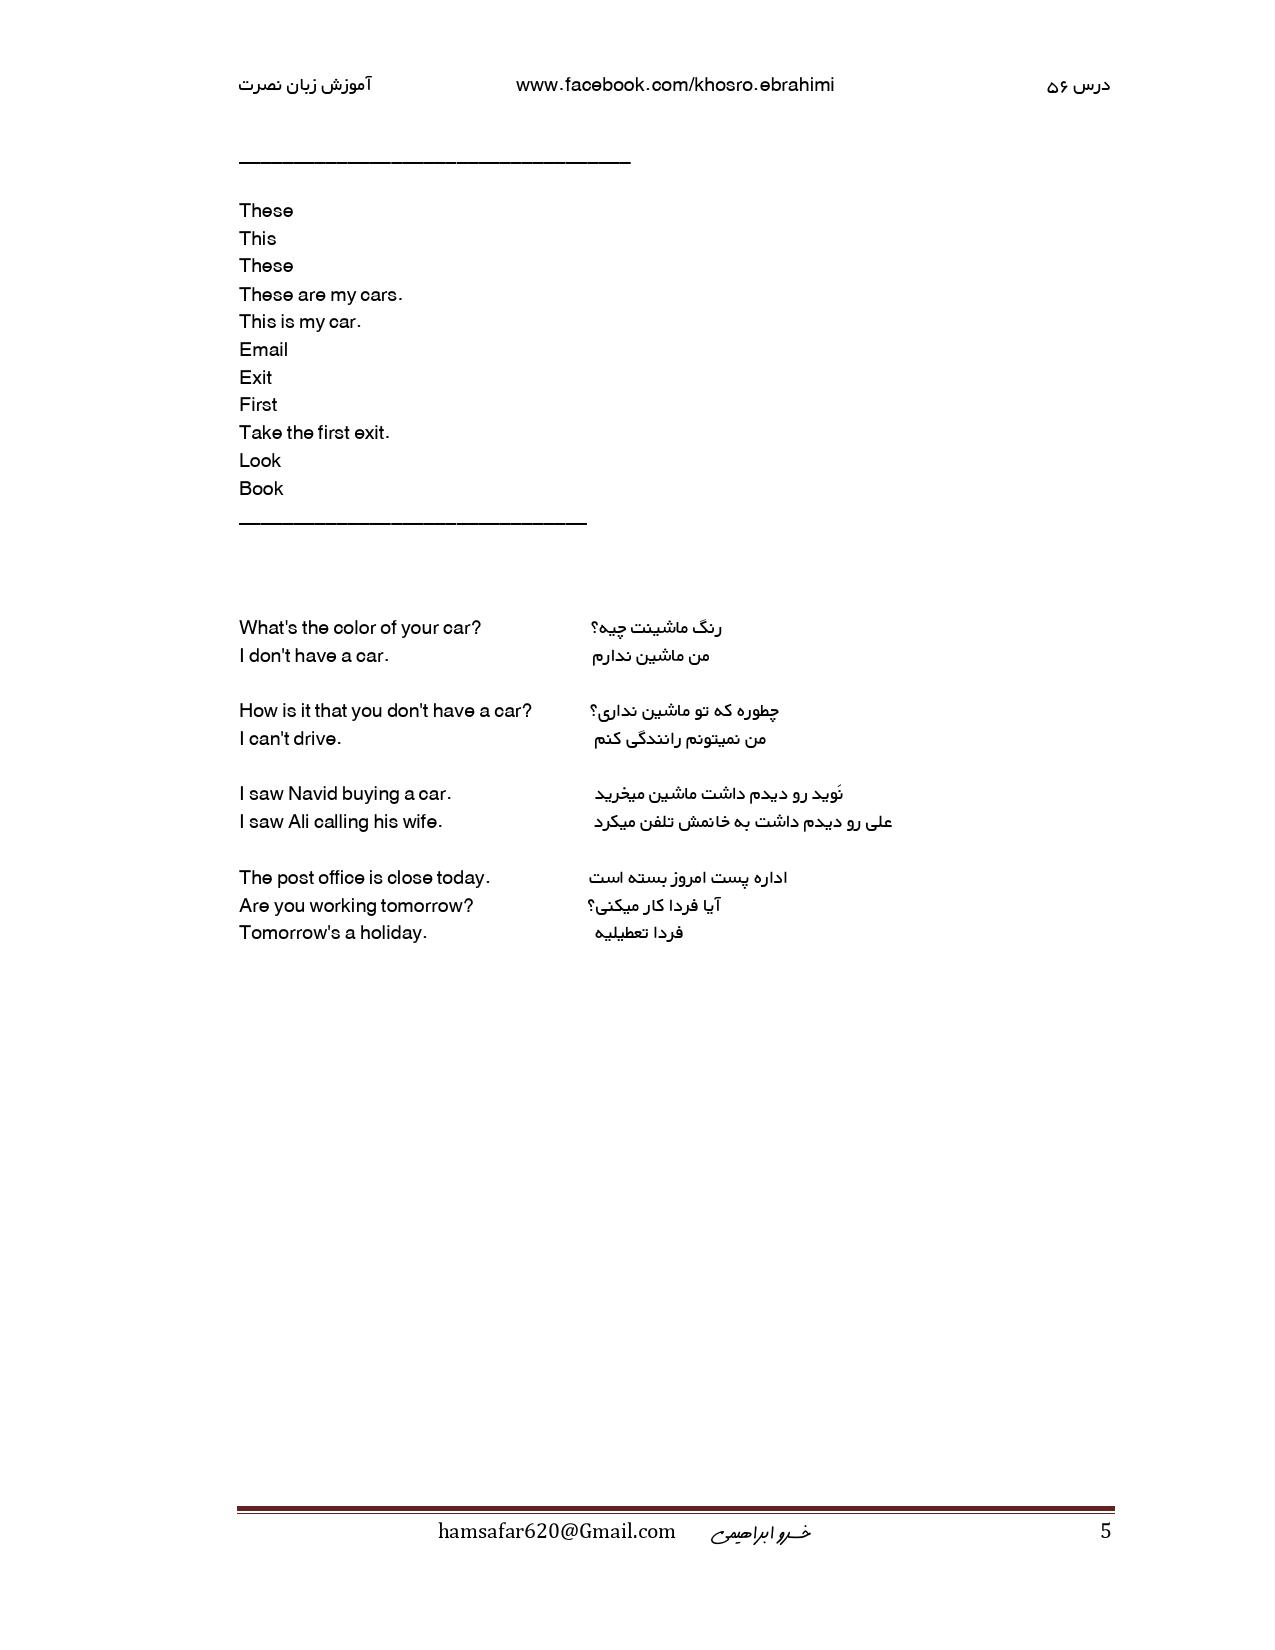 آموزش زبان نصرت www.facebook.com/khosro.ebrahimi درس ۵۶
These
This
These
These are my cars.
This is my car.
Email
Exit
First
Take the first exit.
Look
Book
What's the color of your car? رنگ ماشینت چیه؟
I don't have a car. من ماشین ندارم
How is it that you don't have a car? چطوره که تو ماشین نداری؟
I can't drive. من نمیتونم رانندگی کنم
I saw Navid buying a car. نَوید رو دیدم داشت ماشین میخرید
I saw Ali calling his wife. علی رو دیدم داشت به خانمش تلفن میکرد
The post office is close today. اداره پست امروز بسته است
Are you working tomorrow? آیا فردا کار میکنی؟
Tomorrow's a holiday. فردا تعطیلیه
hamsafar620@Gmail.com خسرو ابراهیمی 5